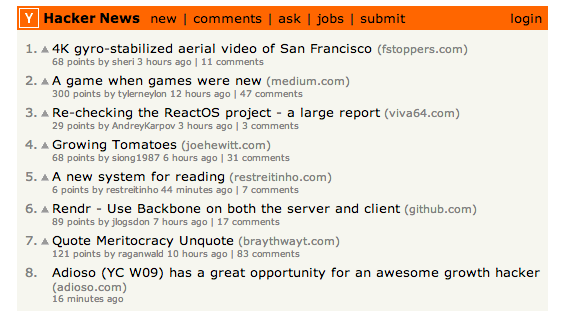 Y Hacker News new | comments | ask | jobs | submit login
1. 4K gyro-stabilized aerial video of San Francisco (fstoppers.com)
68 points by sheri 3 hours ago | 11 comments
2. A game when games were new (medium.com)
300 points by tylerneylon 12 hours ago | 47 comments
3. Re-checking the ReactOS project - a large report (viva64.com)
29 points by AndreyKarpov 3 hours ago | 3 comments
4. Growing Tomatoes (joehewitt.com)
68 points by siong1987 6 hours ago | 31 comments
5. A new system for reading (restreitinho.com)
6 points by restreitinho 44 minutes ago | 7 comments
6. Rendr - Use Backbone on both the server and client (github.com)
89 points by jlogsdon 7 hours ago | 17 comments
7. Quote Meritocracy Unquote (braythwayt.com)
121 points by raganwald 10 hours ago | 83 comments
8. Adioso (YC W09) has a great opportunity for an awesome growth hacker
(adioso.com)
16 minutes ago